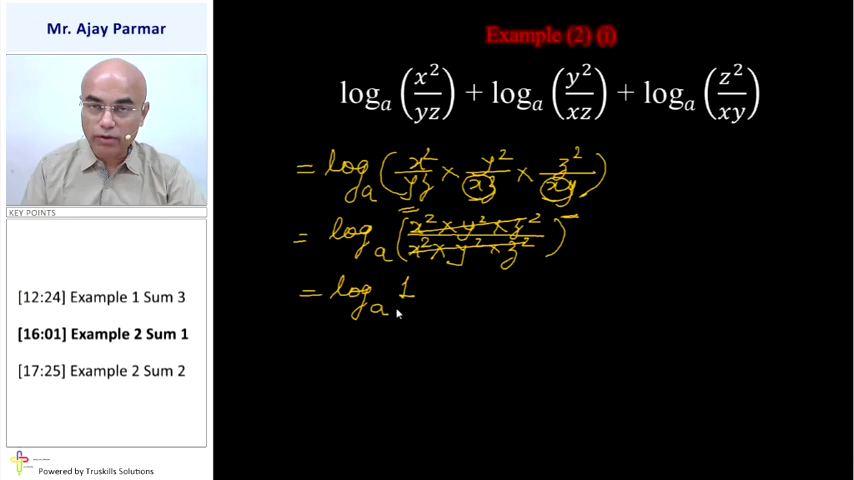 Mr. Ajay Parmar
KEY POINTS
[12:24] Example 1 Sum 3
[16:01] Example 2 Sum 1
[17:25] Example 2 Sum 2
Powered by Truskills Solutions
Example (2) (i)
logₐ (x²/yz) + logₐ (y²/xz) + logₐ (z²/xy)
= logₐ (x²/yz × y²/xz × z²/xy)
= logₐ (x² × y² × z²/x² × y² × z²)
= logₐ 1